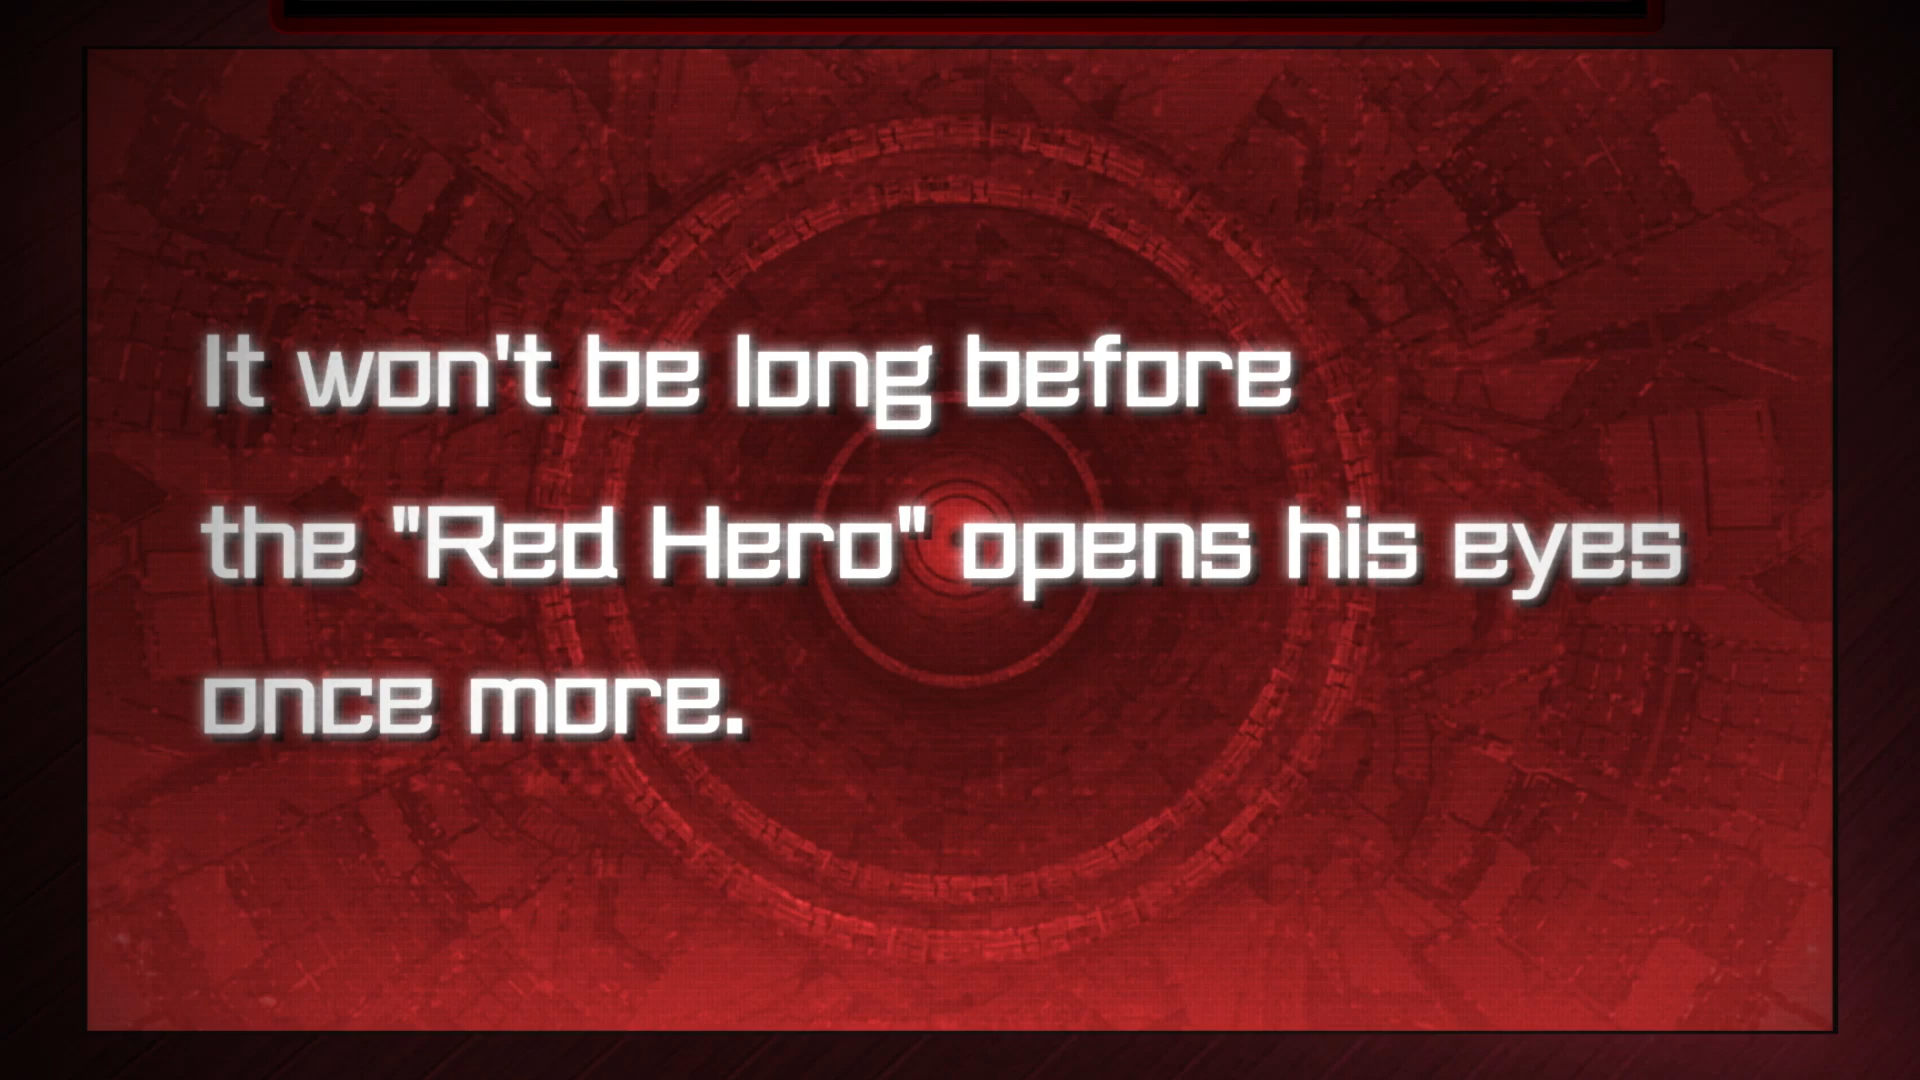 It won't be long before
the "Red Hero" opens his eyes
once more.